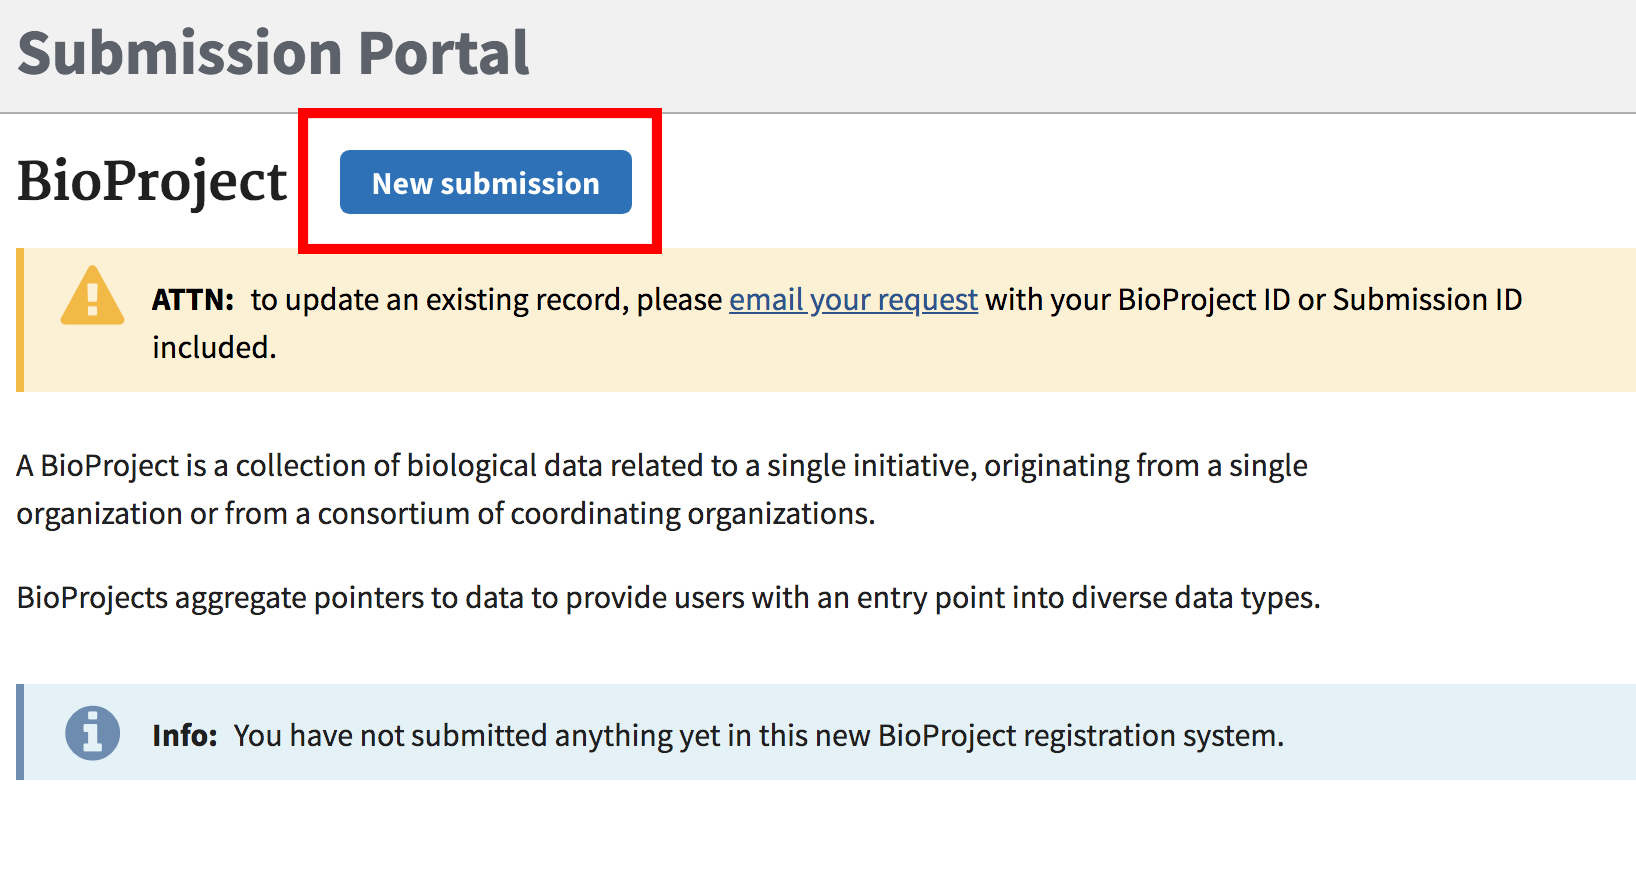 Submission Portal
BioProject
New submission
ATTN: to update an existing record, please email your request with your BioProject ID or Submission ID
included.
A BioProject is a collection of biological data related to a single initiative, originating from a single
organization or from a consortium of coordinating organizations.
BioProjects aggregate pointers to data to provide users with an entry point into diverse data types.
Info: You have not submitted anything yet in this new BioProject registration system.